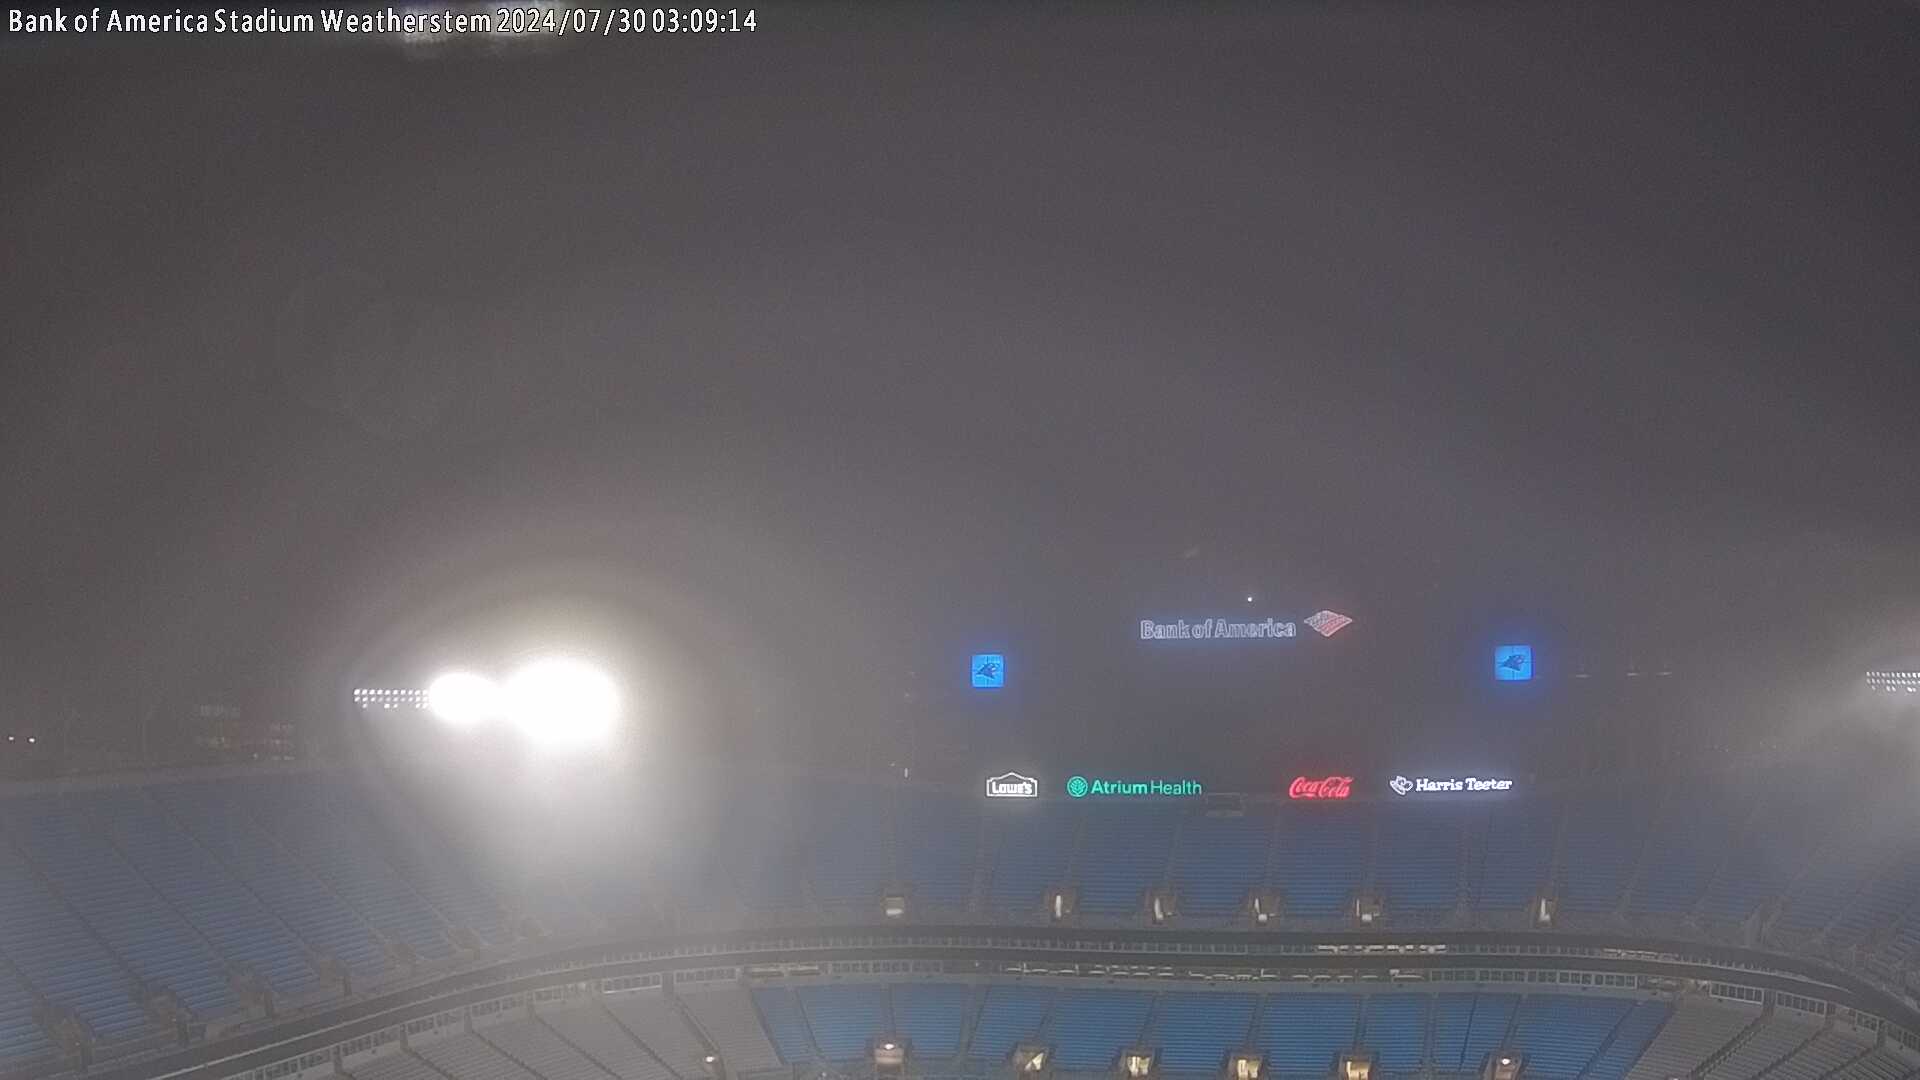 Bank of America Stadium Weatherstem 2024/07/30 03:09:14
Bank of America
Lowe's
Atrium Health
Coca-Cola
Harris Teeter